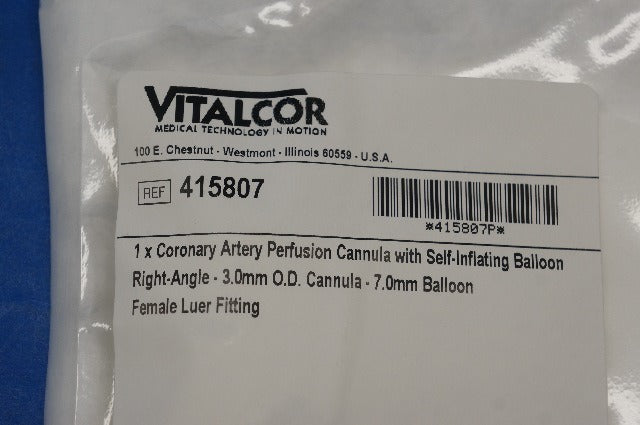 VITALCOR
MEDICAL TECHNOLOGY IN MOTION
100 E. Chestnut - Westmont - Illinois 60559 - U.S.A.
REF 415807
*415807P*
1 x Coronary Artery Perfusion Cannula with Self-Inflating Balloon
Right-Angle - 3.0mm O.D. Cannula - 7.0mm Balloon
Female Luer Fitting